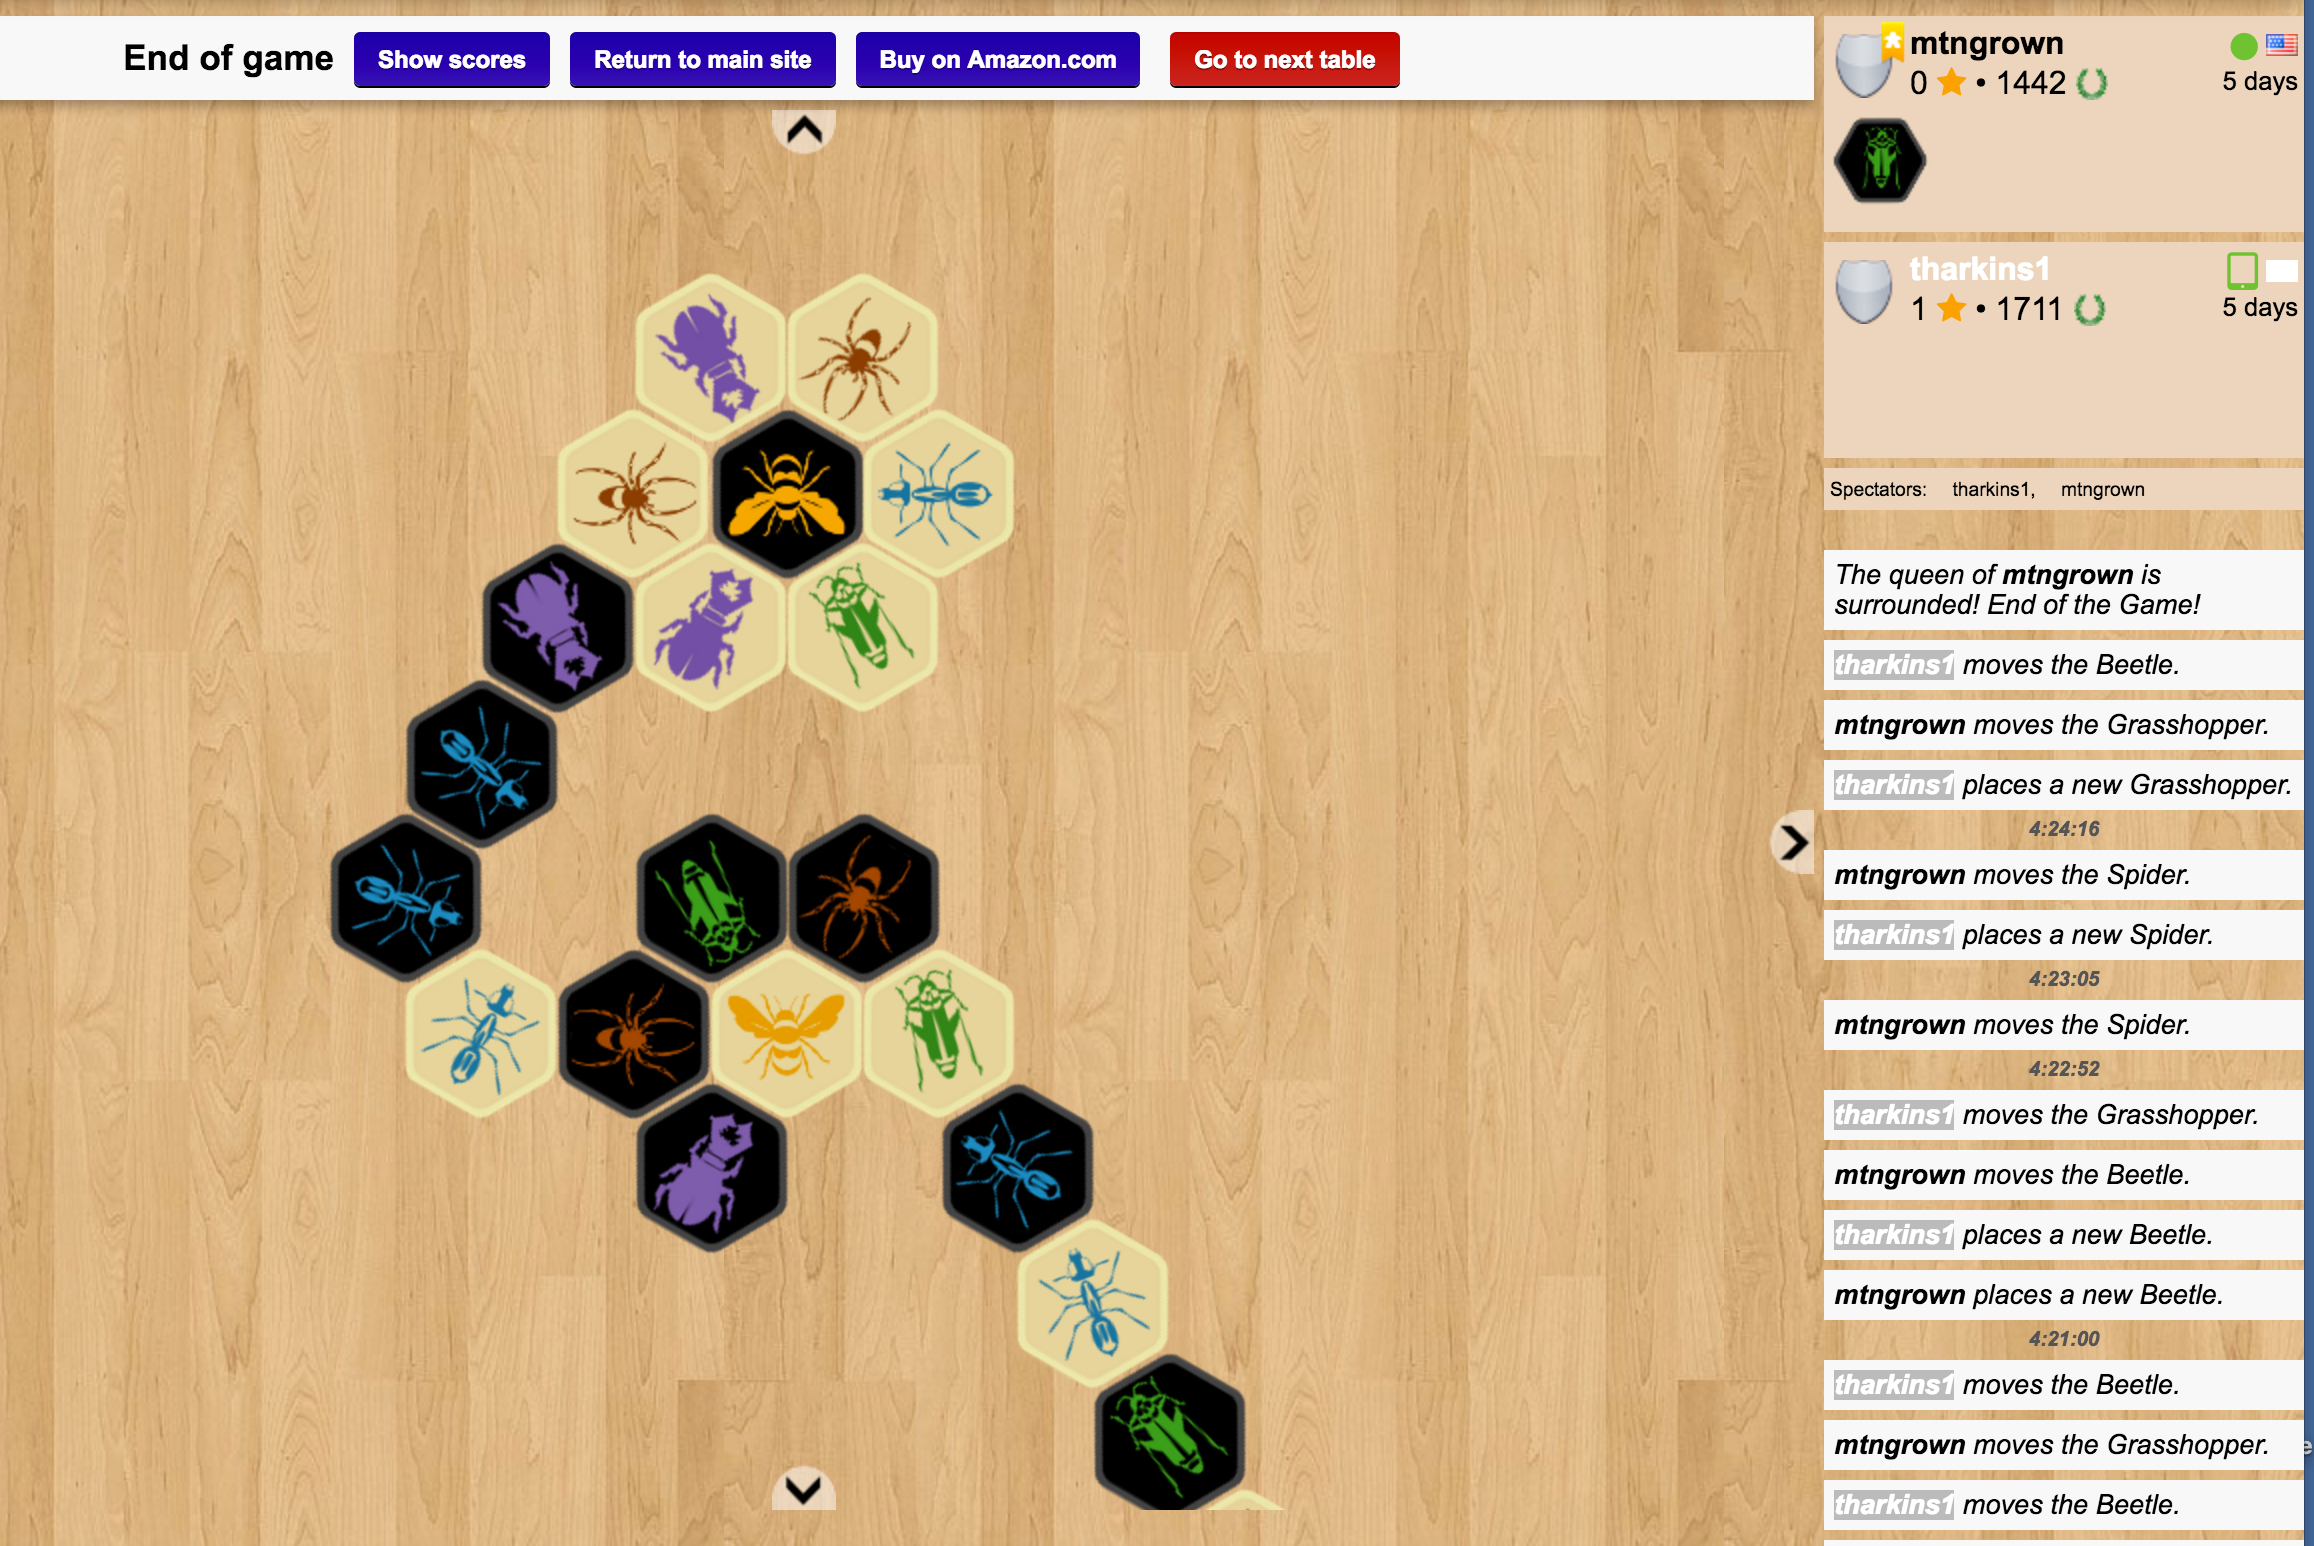 End of game
Show scores
Return to main site
Buy on Amazon.com
Go to next table
mtngrown
0 • 1442
5 days
tharkins1
1 • 1711
5 days
Spectators: tharkins1, mtngrown
The queen of mtngrown is
surrounded! End of the Game!
tharkins1 moves the Beetle.
mtngrown moves the Grasshopper.
tharkins1 places a new Grasshopper.
4:24:16
mtngrown moves the Spider.
tharkins1 places a new Spider.
4:23:05
mtngrown moves the Spider.
4:22:52
tharkins1 moves the Grasshopper.
mtngrown moves the Beetle.
tharkins1 places a new Beetle.
mtngrown places a new Beetle.
4:21:00
tharkins1 moves the Beetle.
mtngrown moves the Grasshopper.
tharkins1 moves the Beetle.